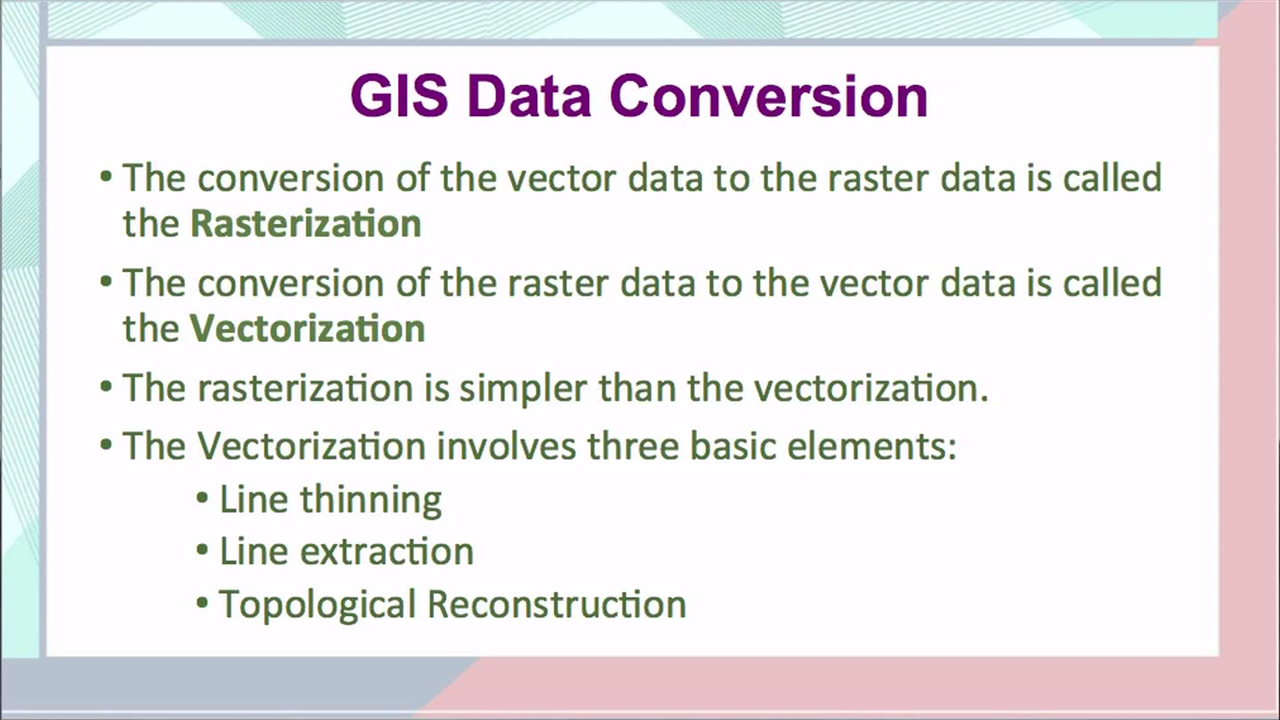 GIS Data Conversion
• The conversion of the vector data to the raster data is called
the Rasterization
• The conversion of the raster data to the vector data is called
the Vectorization
• The rasterization is simpler than the vectorization.
• The Vectorization involves three basic elements:
• Line thinning
• Line extraction
• Topological Reconstruction